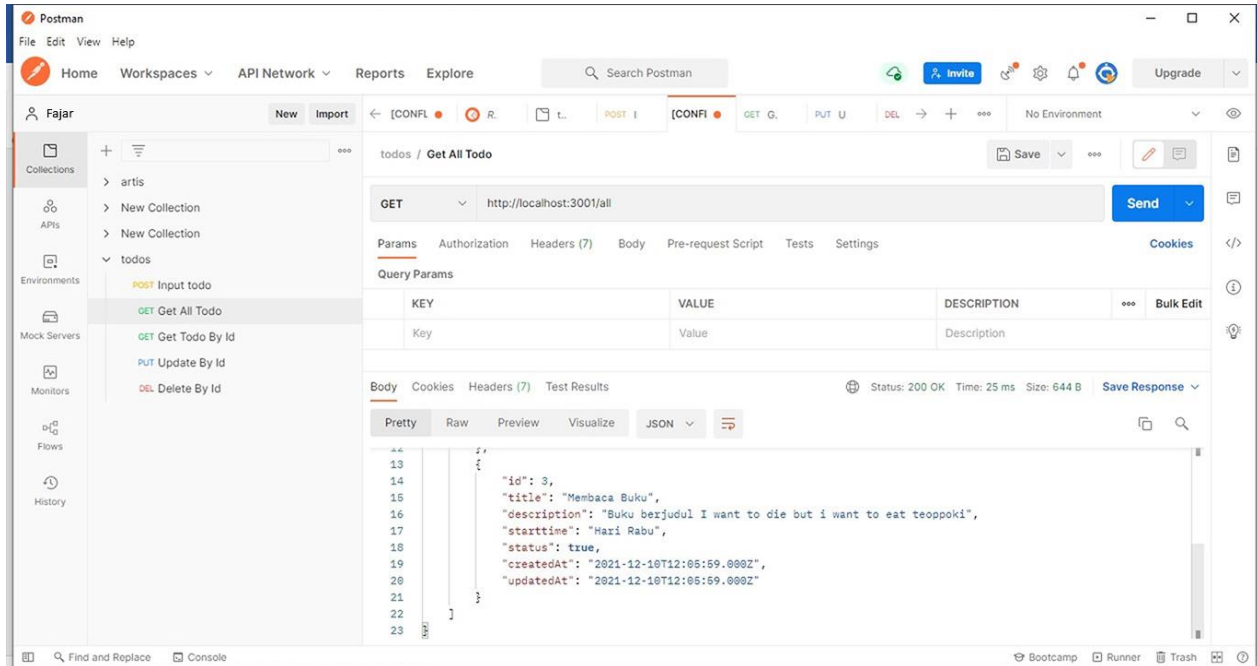 Postman
File Edit View Help
Home Workspaces API Network Reports Explore Search Postman Invite Upgrade
Fajar New Import [CONFL R. t.. POST I [CONFI GET G. PUT U DEL No Environment
Collections
APIs
Environments
Mock Servers
Monitors
Flows
History
artis
New Collection
New Collection
todos
POST Input todo
GET Get All Todo
GET Get Todo By Id
PUT Update By Id
DEL Delete By Id
todos / Get All Todo Save
GET http://localhost:3001/all Send
Params Authorization Headers (7) Body Pre-request Script Tests Settings Cookies
Query Params
KEY VALUE DESCRIPTION Bulk Edit
Key Value Description
Body Cookies Headers (7) Test Results Status: 200 OK Time: 25 ms Size: 644 B Save Response
Pretty Raw Preview Visualize JSON
12 },
13 {
14 "id": 3,
15 "title": "Membaca Buku",
16 "description": "Buku berjudul I want to die but i want to eat teoppoki",
17 "starttime": "Hari Rabu",
18 "status": true,
19 "createdAt": "2021-12-10T12:05:59.000Z",
20 "updatedAt": "2021-12-10T12:05:59.000Z"
21 }
22 ]
23 }
Find and Replace Console Bootcamp Runner Trash